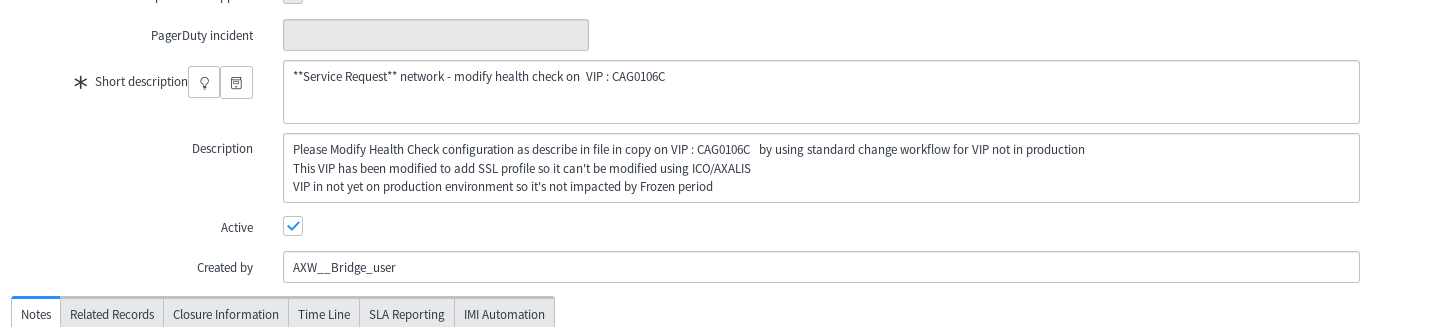 PagerDuty incident
Short description
**Service Request** network - modify health check on  VIP : CAG0106C
Description
Please Modify Health Check configuration as describe in file in copy on VIP : CAG0106C   by using standard change workflow for VIP not in production
This VIP has been modified to add SSL profile so it can't be modified using ICO/AXALIS
VIP in not yet on production environment so it's not impacted by Frozen period
Active
Created by
AXW__Bridge_user
Notes Related Records Closure Information Time Line SLA Reporting IMI Automation